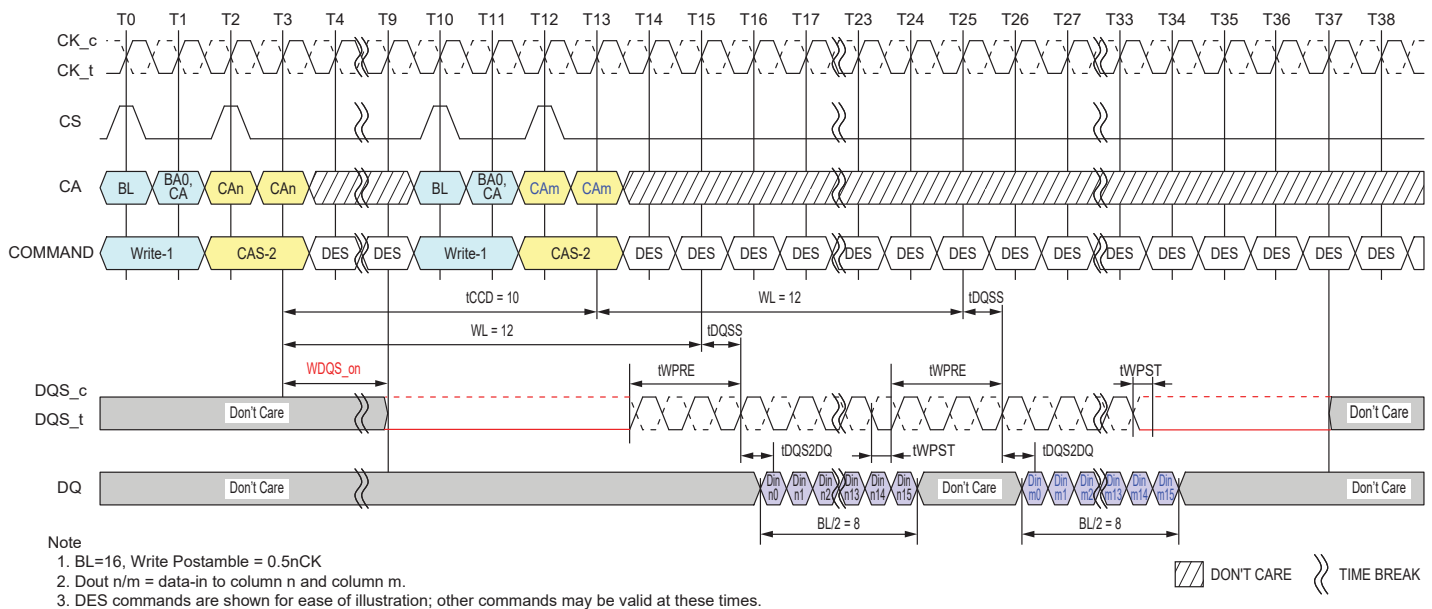 T0 T1 T2 T3 T4 T9 T10 T11 T12 T13 T14 T15 T16 T17 T23 T24 T25 T26 T27 T33 T34 T35 T36 T37 T38
CK_c
CK_t
CS
CA BL BA0, CA CAn CAn BL BA0, CA CAm CAm
COMMAND Write-1 CAS-2 DES DES Write-1 CAS-2 DES DES DES DES DES DES DES DES DES DES DES DES DES DES DES
tCCD = 10 WL = 12 tDQSS
WL = 12 tDQSS
WDQS_on tWPRE tWPRE tWPST
DQS_c
DQS_t Don't Care Don't Care
tDQS2DQ tWPST tDQS2DQ
DQ Don't Care Din n0 Din n1 Din n2 Din n13 Din n14 Din n15 Don't Care Din m0 Din m1 Din m2 Din m13 Din m14 Din m15 Don't Care
BL/2 = 8 BL/2 = 8
Note
1. BL=16, Write Postamble = 0.5nCK
2. Dout n/m = data-in to column n and column m.
3. DES commands are shown for ease of illustration; other commands may be valid at these times.
DON'T CARE TIME BREAK